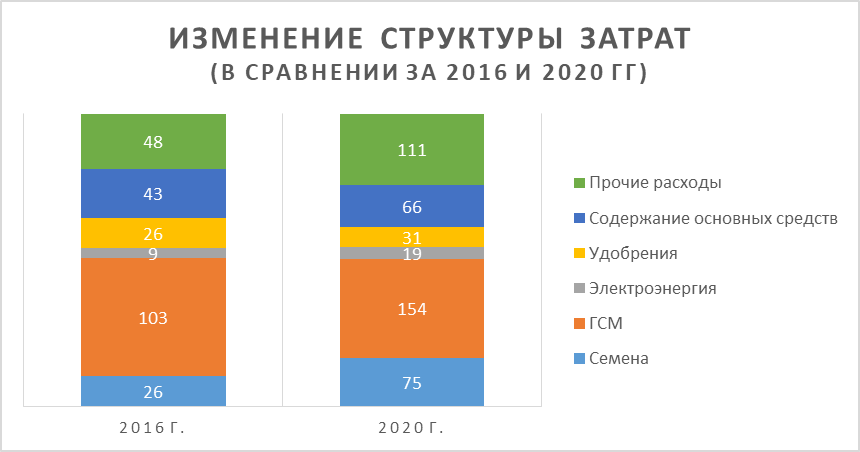 ИЗМЕНЕНИЕ СТРУКТУРЫ ЗАТРАТ
(В СРАВНЕНИИ ЗА 2016 И 2020 ГГ)
48
43
26
9
103
26
111
66
31
19
154
75
2016 Г.
2020 Г.
Прочие расходы
Содержание основных средств
Удобрения
Электроэнергия
ГСМ
Семена